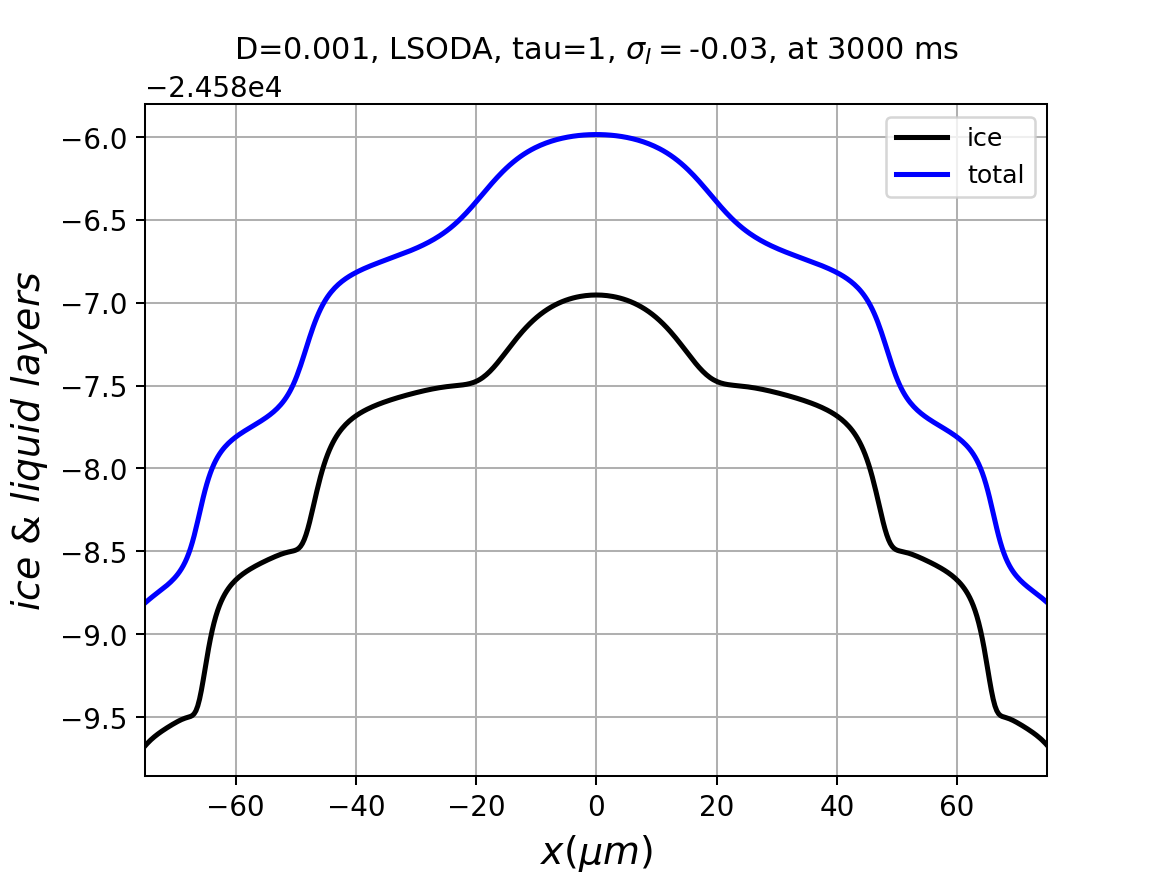 D=0.001, LSODA, tau=1, σ_I = -0.03, at 3000 ms
−2.458e4
ice & liquid layers
−6.0
−6.5
−7.0
−7.5
−8.0
−8.5
−9.0
−9.5
ice
total
−60 −40 −20 0 20 40 60
x(μm)